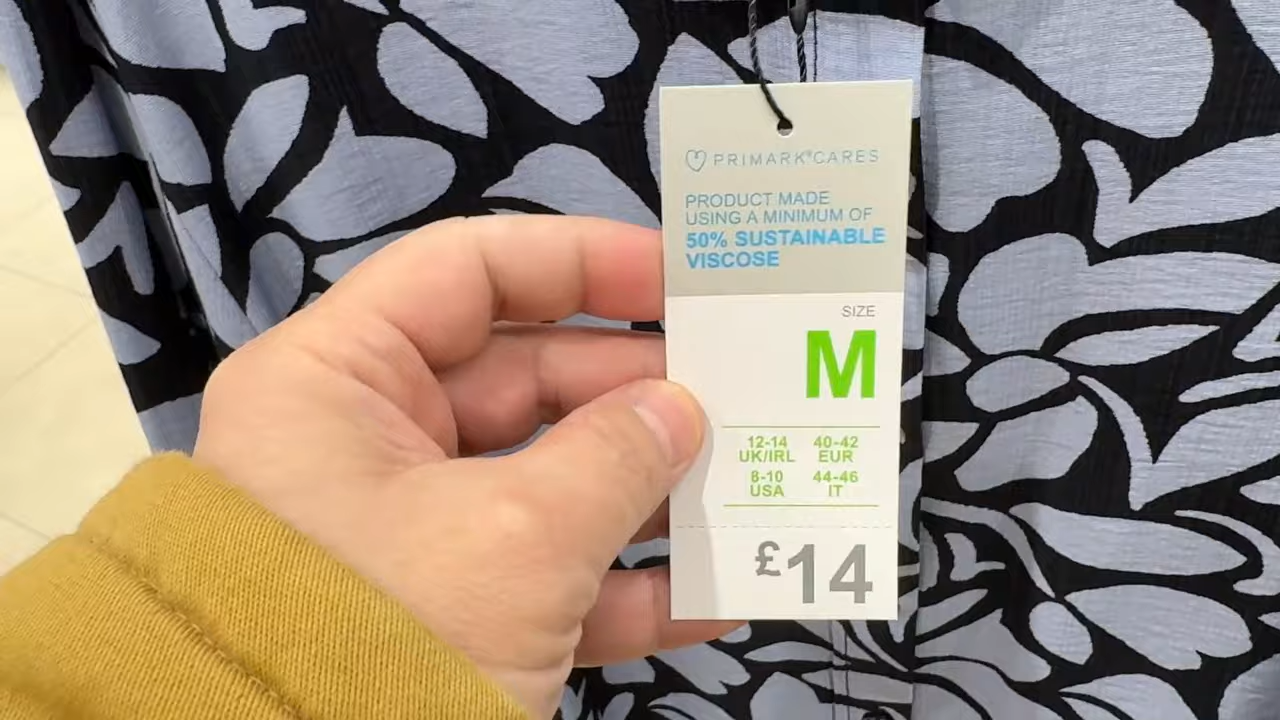 PRIMARK®CARES
PRODUCT MADE
USING A MINIMUM OF
50% SUSTAINABLE
VISCOSE
SIZE
M
12-14 40-42
UK/IRL EUR
8-10 44-46
USA IT
£14